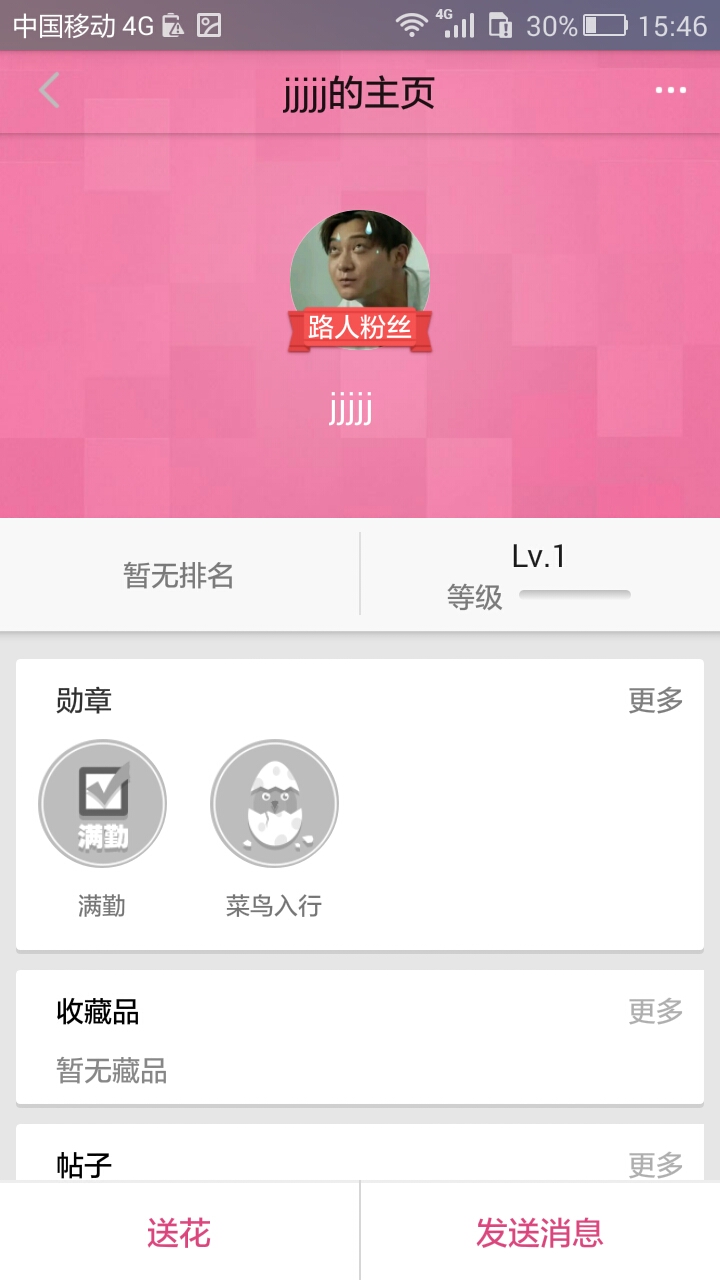 中国移动 4G 4G 30% 15:46
jjjjj的主页
路人粉丝
jjjjj
暂无排名
Lv.1
等级
勋章 更多
满勤
满勤 菜鸟入行
收藏品 更多
暂无藏品
帖子 更多
送花 发送消息